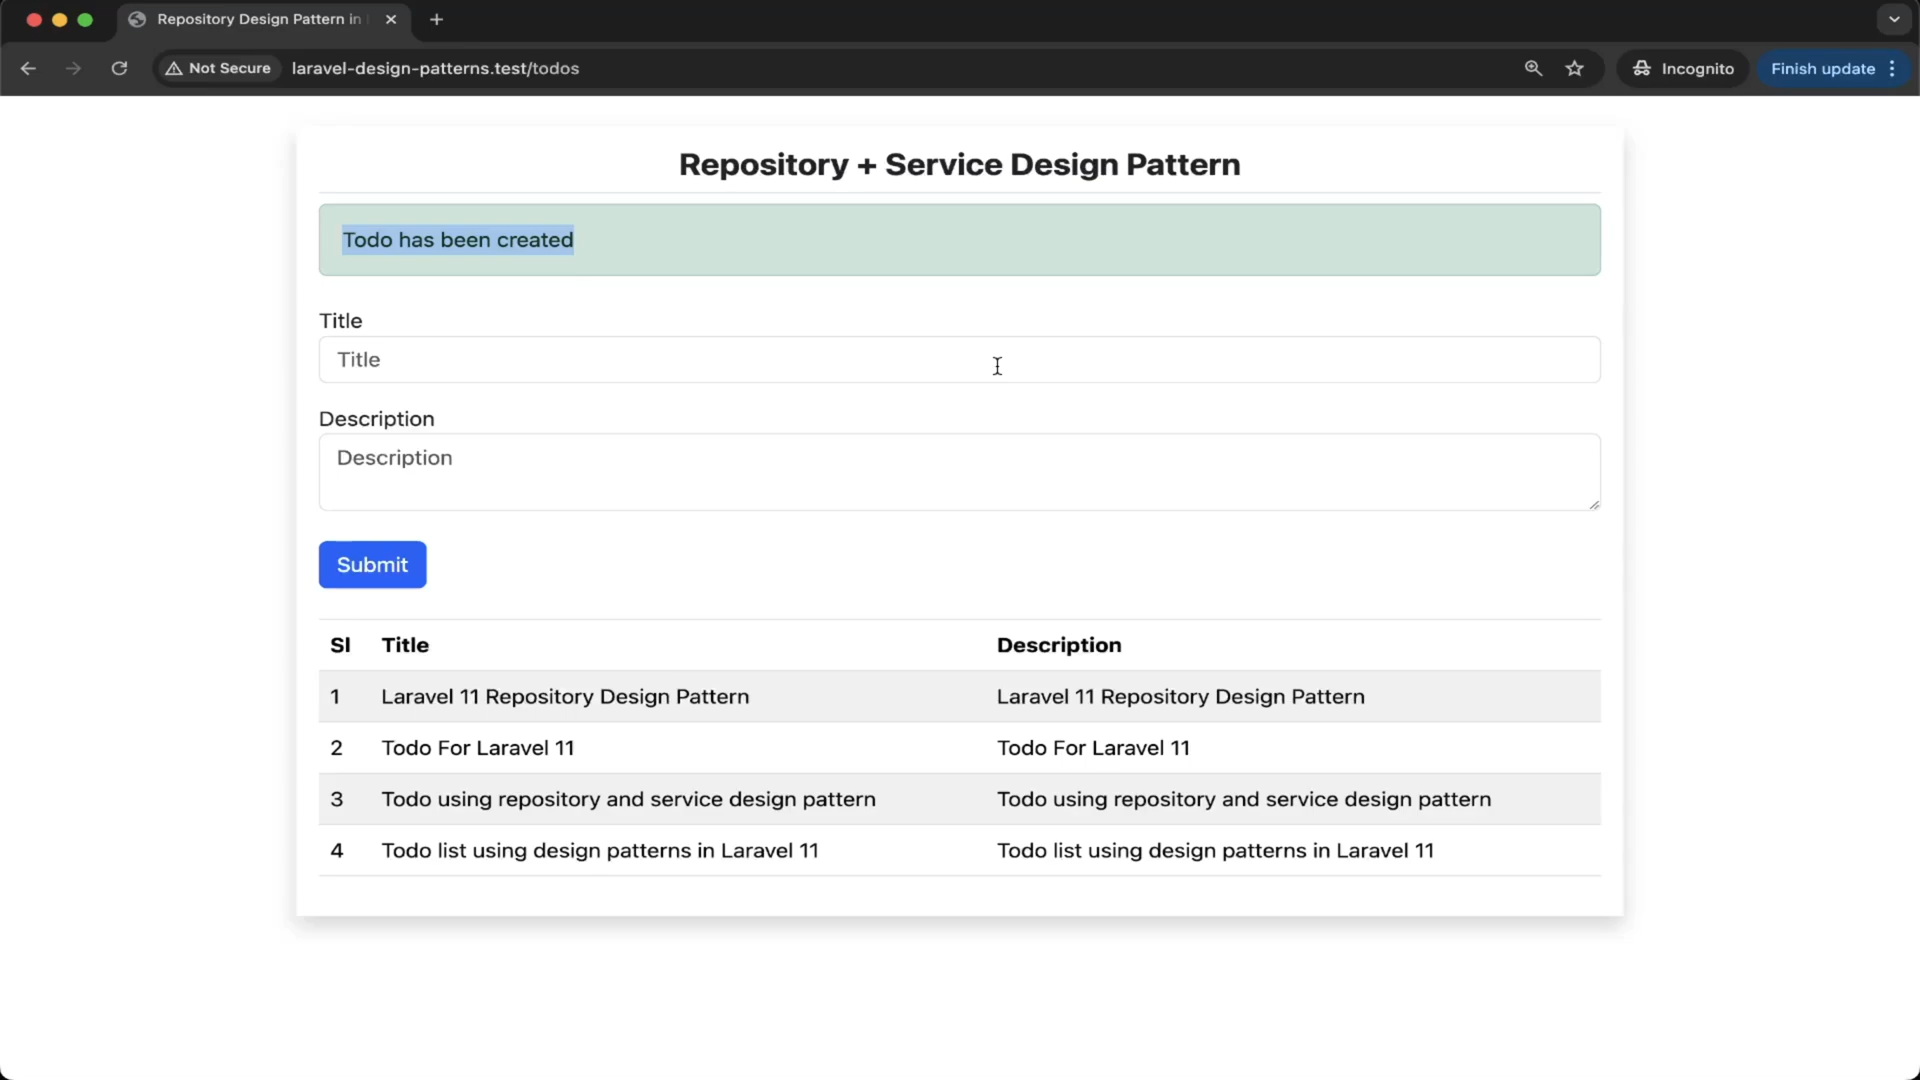 Repository Design Pattern in
Not Secure
laravel-design-patterns.test/todos
Incognito
Finish update
Repository + Service Design Pattern
Todo has been created
Title
Title
Description
Description
Submit
Sl Title Description
1 Laravel 11 Repository Design Pattern Laravel 11 Repository Design Pattern
2 Todo For Laravel 11 Todo For Laravel 11
3 Todo using repository and service design pattern Todo using repository and service design pattern
4 Todo list using design patterns in Laravel 11 Todo list using design patterns in Laravel 11